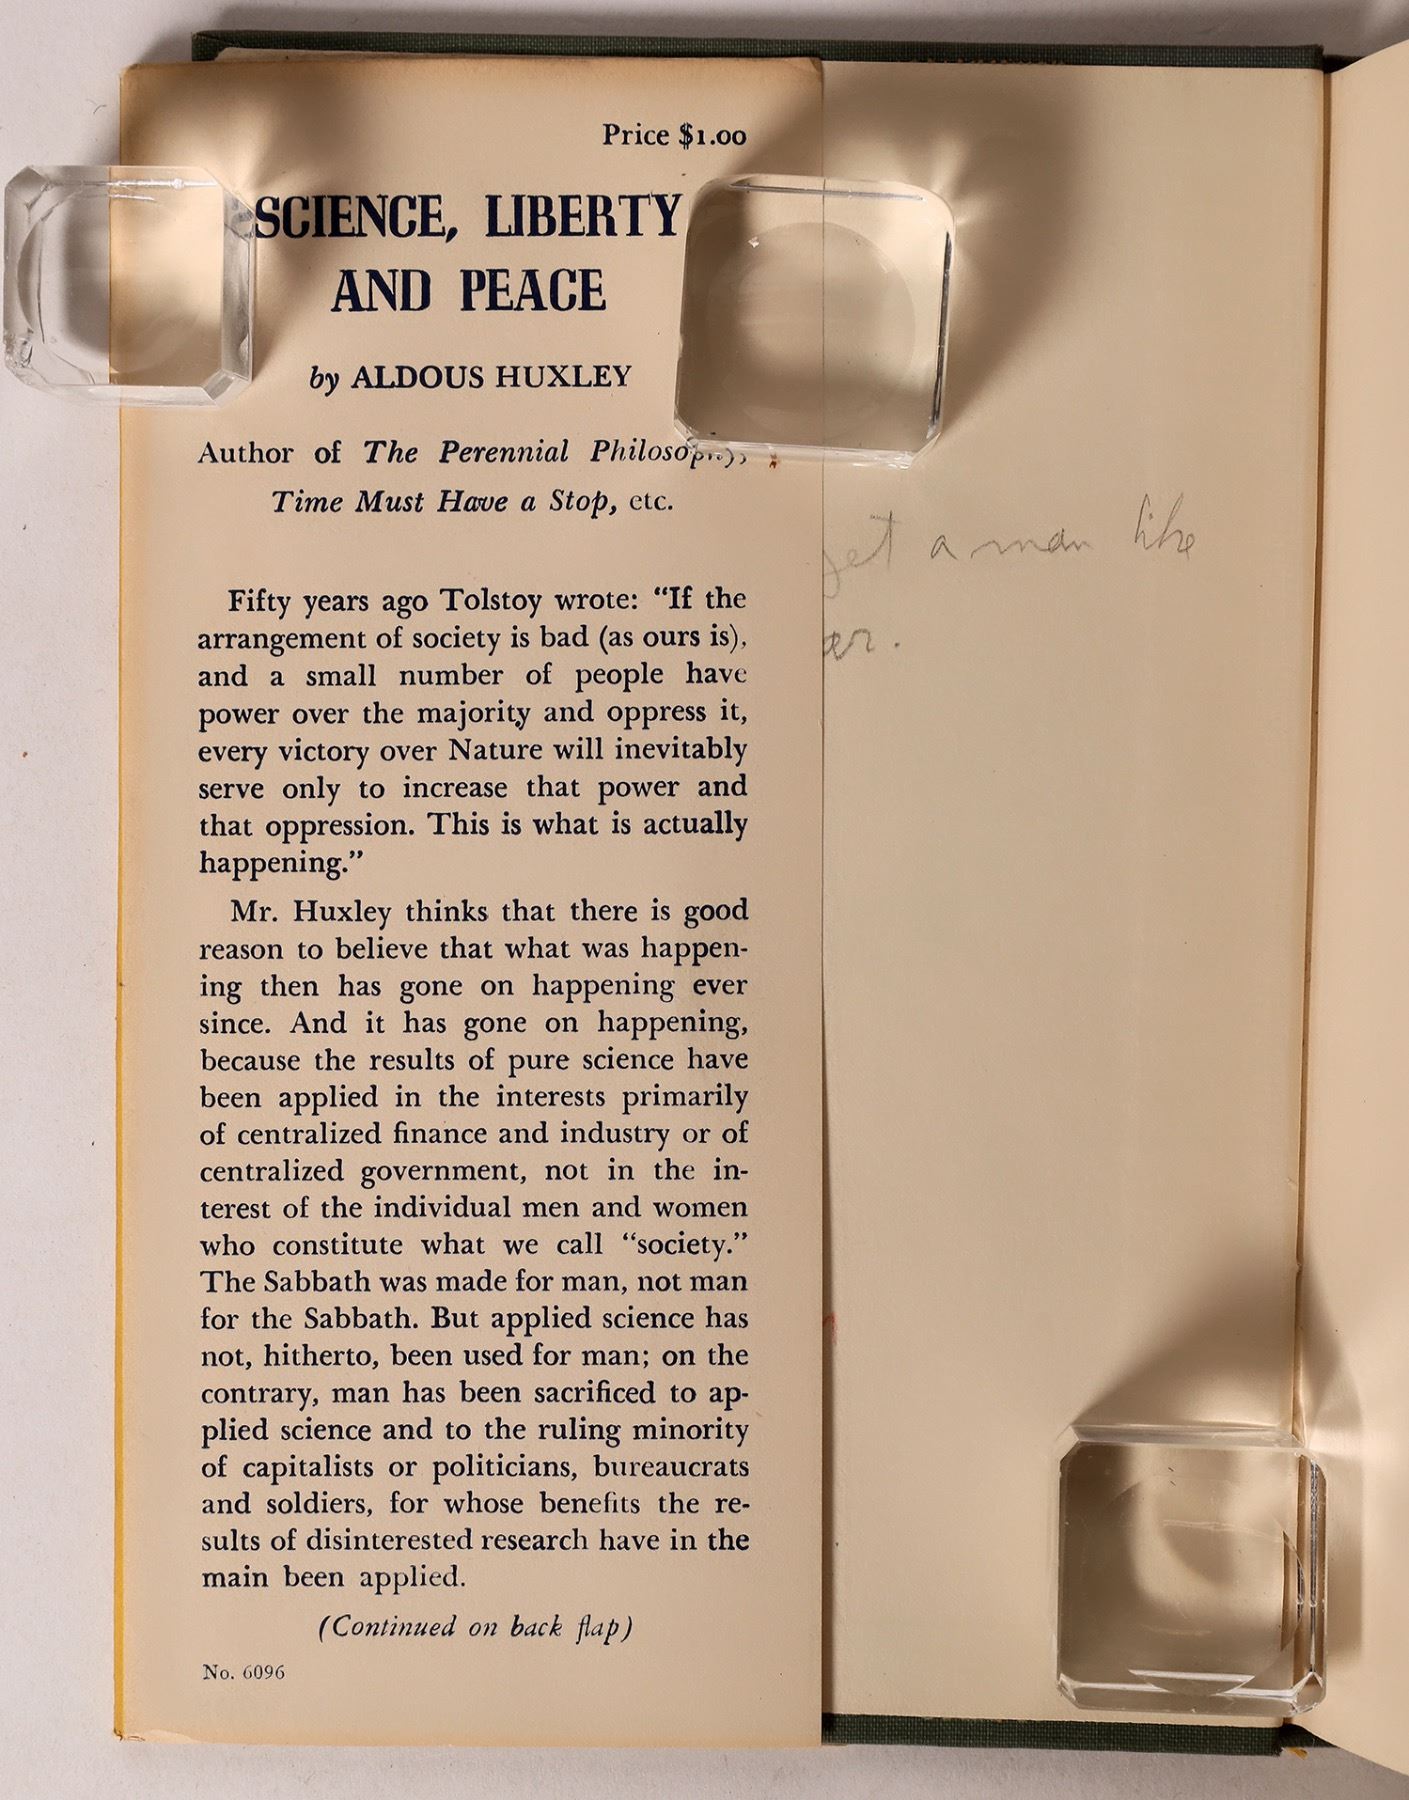 Price $1.00
SCIENCE, LIBERTY
AND PEACE
by ALDOUS HUXLEY
Author of The Perennial Philosophy,
Time Must Have a Stop, etc.
Fifty years ago Tolstoy wrote: “If the
arrangement of society is bad (as ours is),
and a small number of people have
power over the majority and oppress it,
every victory over Nature will inevitably
serve only to increase that power and
that oppression. This is what is actually
happening.”
Mr. Huxley thinks that there is good
reason to believe that what was happen-
ing then has gone on happening ever
since. And it has gone on happening,
because the results of pure science have
been applied in the interests primarily
of centralized finance and industry or of
centralized government, not in the in-
terest of the individual men and women
who constitute what we call “society.”
The Sabbath was made for man, not man
for the Sabbath. But applied science has
not, hitherto, been used for man; on the
contrary, man has been sacrificed to ap-
plied science and to the ruling minority
of capitalists or politicians, bureaucrats
and soldiers, for whose benefits the re-
sults of disinterested research have in the
main been applied.
(Continued on back flap)
No. 6096
a man like